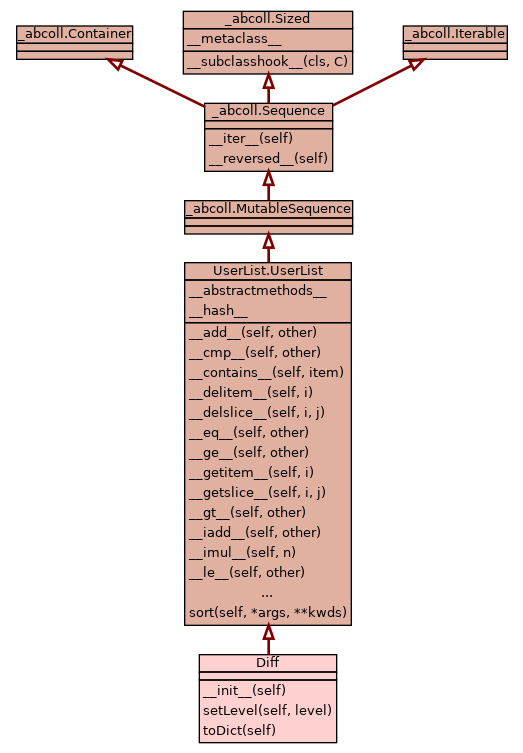 _abcoll.Container
_abcoll.Sized
__metaclass__
__subclasshook__(cls, C)
_abcoll.Iterable
_abcoll.Sequence
__iter__(self)
__reversed__(self)
_abcoll.MutableSequence
UserList.UserList
__abstractmethods__
__hash__
__add__(self, other)
__cmp__(self, other)
__contains__(self, item)
__delitem__(self, i)
__delslice__(self, i, j)
__eq__(self, other)
__ge__(self, other)
__getitem__(self, i)
__getslice__(self, i, j)
__gt__(self, other)
__iadd__(self, other)
__imul__(self, n)
__le__(self, other)
...
sort(self, *args, **kwds)
Diff
__init__(self)
setLevel(self, level)
toDict(self)